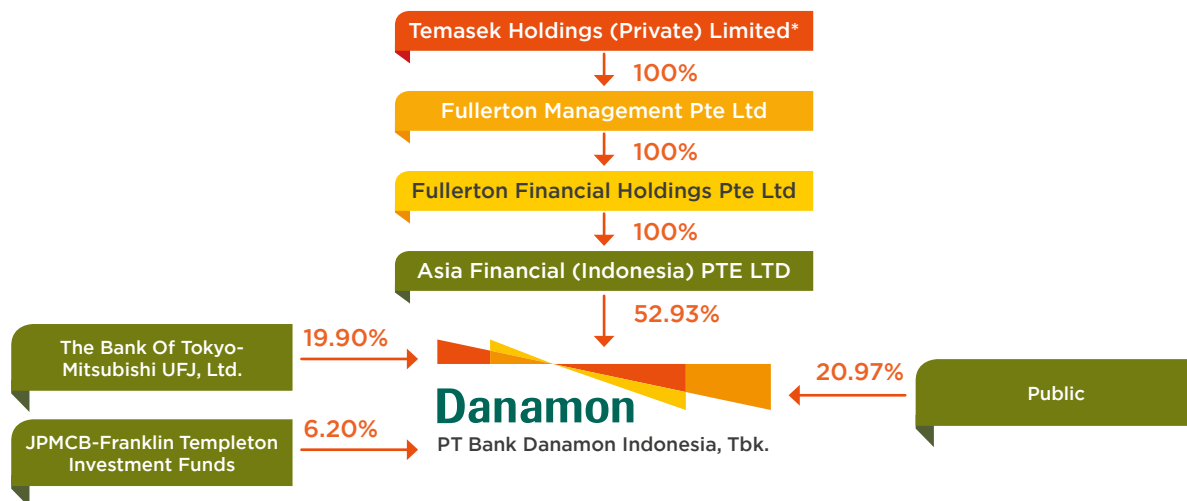 Temasek Holdings (Private) Limited*
100%
Fullerton Management Pte Ltd
100%
Fullerton Financial Holdings Pte Ltd
100%
Asia Financial (Indonesia) PTE LTD
52.93%
The Bank Of Tokyo-
Mitsubishi UFJ, Ltd.
19.90%
20.97%
Public
Danamon
PT Bank Danamon Indonesia, Tbk.
JPMCB-Franklin Templeton
Investment Funds
6.20%